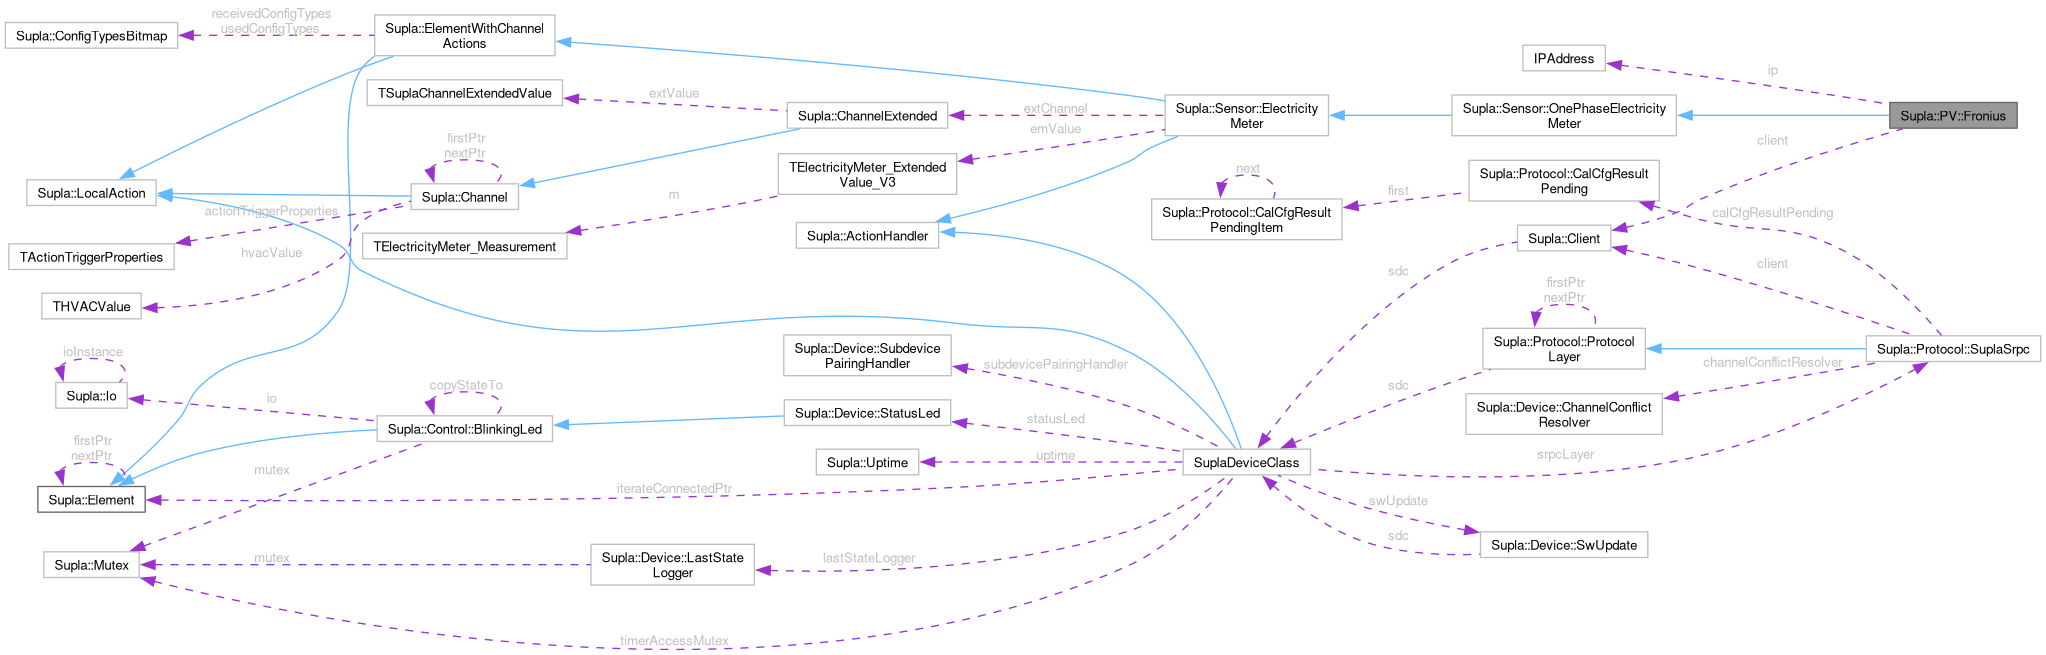 receivedConfigTypes
usedConfigTypes
Supla::ConfigTypesBitmap
Supla::ElementWithChannel
Actions
IPAddress
ip
TSuplaChannelExtendedValue
extValue
Supla::ChannelExtended
extChannel
emValue
Supla::Sensor::Electricity
Meter
Supla::Sensor::OnePhaseElectricity
Meter
Supla::PV::Fronius
client
firstPtr
nextPtr
Supla::LocalAction
Supla::Channel
TElectricityMeter_Extended
Value_V3
m
next
Supla::Protocol::CalCfgResult
PendingItem
first
Supla::Protocol::CalCfgResult
Pending
calCfgResultPending
actionTriggerProperties
TActionTriggerProperties
hvacValue
TElectricityMeter_Measurement
Supla::ActionHandler
Supla::Client
sdc
client
THVACValue
firstPtr
nextPtr
ioInstance
Supla::Io
io
copyStateTo
Supla::Control::BlinkingLed
Supla::Device::Subdevice
PairingHandler
subdevicePairingHandler
Supla::Protocol::Protocol
Layer
sdc
Supla::Protocol::SuplaSrpc
channelConflictResolver
Supla::Device::StatusLed
statusLed
Supla::Device::ChannelConflict
Resolver
firstPtr
nextPtr
Supla::Element
mutex
Supla::Uptime
uptime
SuplaDeviceClass
srpcLayer
iterateConnectedPtr
swUpdate
sdc
Supla::Device::SwUpdate
Supla::Mutex
mutex
Supla::Device::LastState
Logger
lastStateLogger
timerAccessMutex